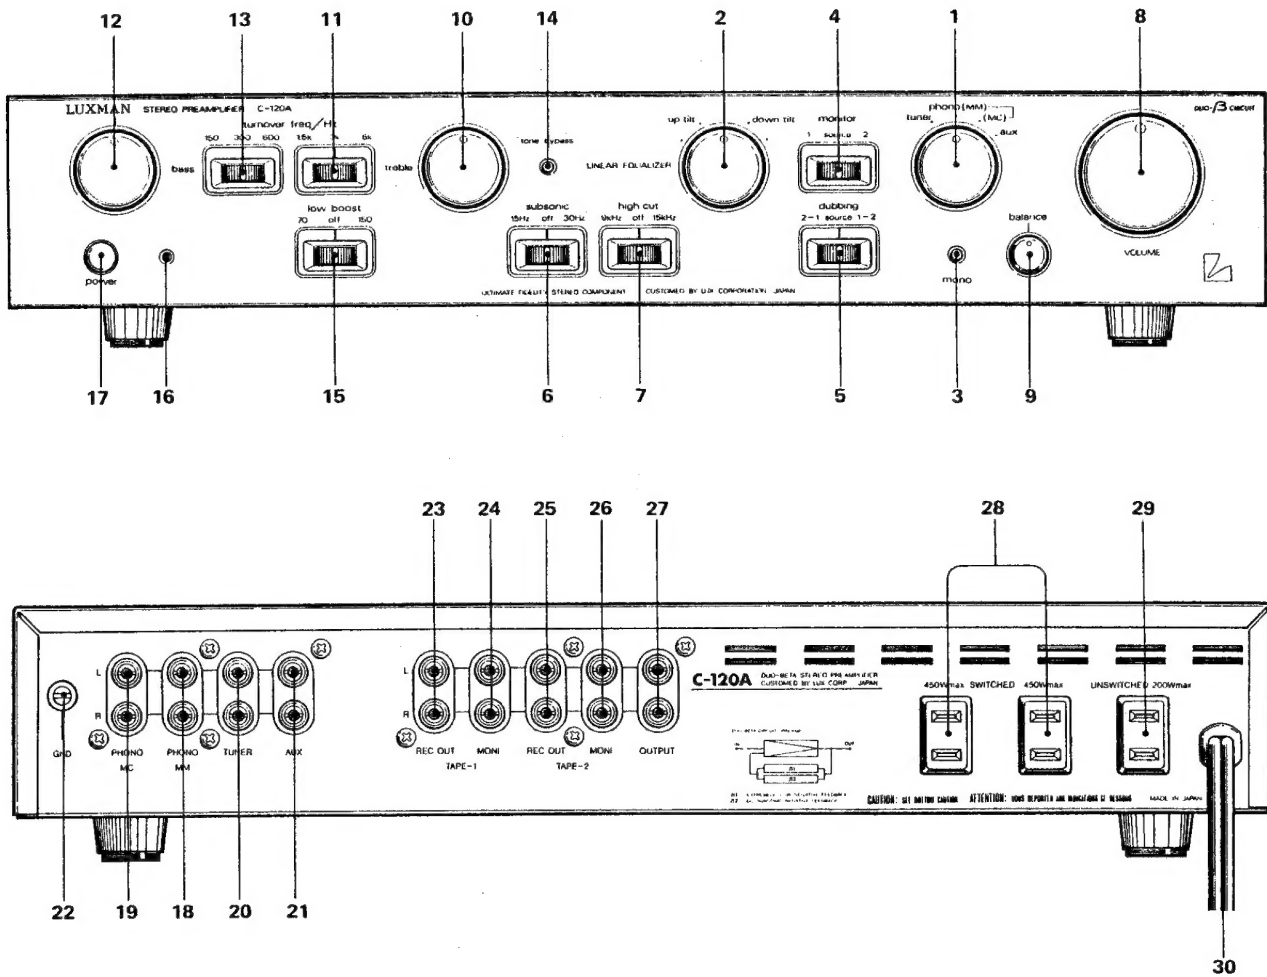 12 13 11 10 14 2 4 1 8
LUXMAN STEREO PREAMPLIFIER C-120A
turnover freq/Hz
150 300 600 1.5k 3k 6k
bass
treble
tone bypass
LINEAR EQUALIZER
up tilt down tilt
monitor
1 source 2
phono (MM)
tuner (MC)
aux
DUO-β CIRCUIT
low boost
70 off 150
subsonic
15Hz off 30Hz
high cut
9kHz off 15kHz
dubbing
2-1 source 1-2
balance
VOLUME
power
mono
ULTIMATE FIDELITY STEREO COMPONENT CUSTOMED BY LUX CORPORATION JAPAN
17 16 15 6 7 5 3 9
23 24 25 26 27 28 29
L
R
GND
PHONO MC
PHONO MM
TUNER
AUX
L
R
REC OUT MONI REC OUT MONI OUTPUT
TAPE-1 TAPE-2
C-120A
DUO-BETA STEREO PREAMPLIFIER
CUSTOMED BY LUX CORP JAPAN
450Wmax SWITCHED 450Wmax UNSWITCHED 200Wmax
IN OUT
CAUTION: SEE BOTTOM CAUTION ATTENTION:
MADE IN JAPAN
22 19 18 20 21
30